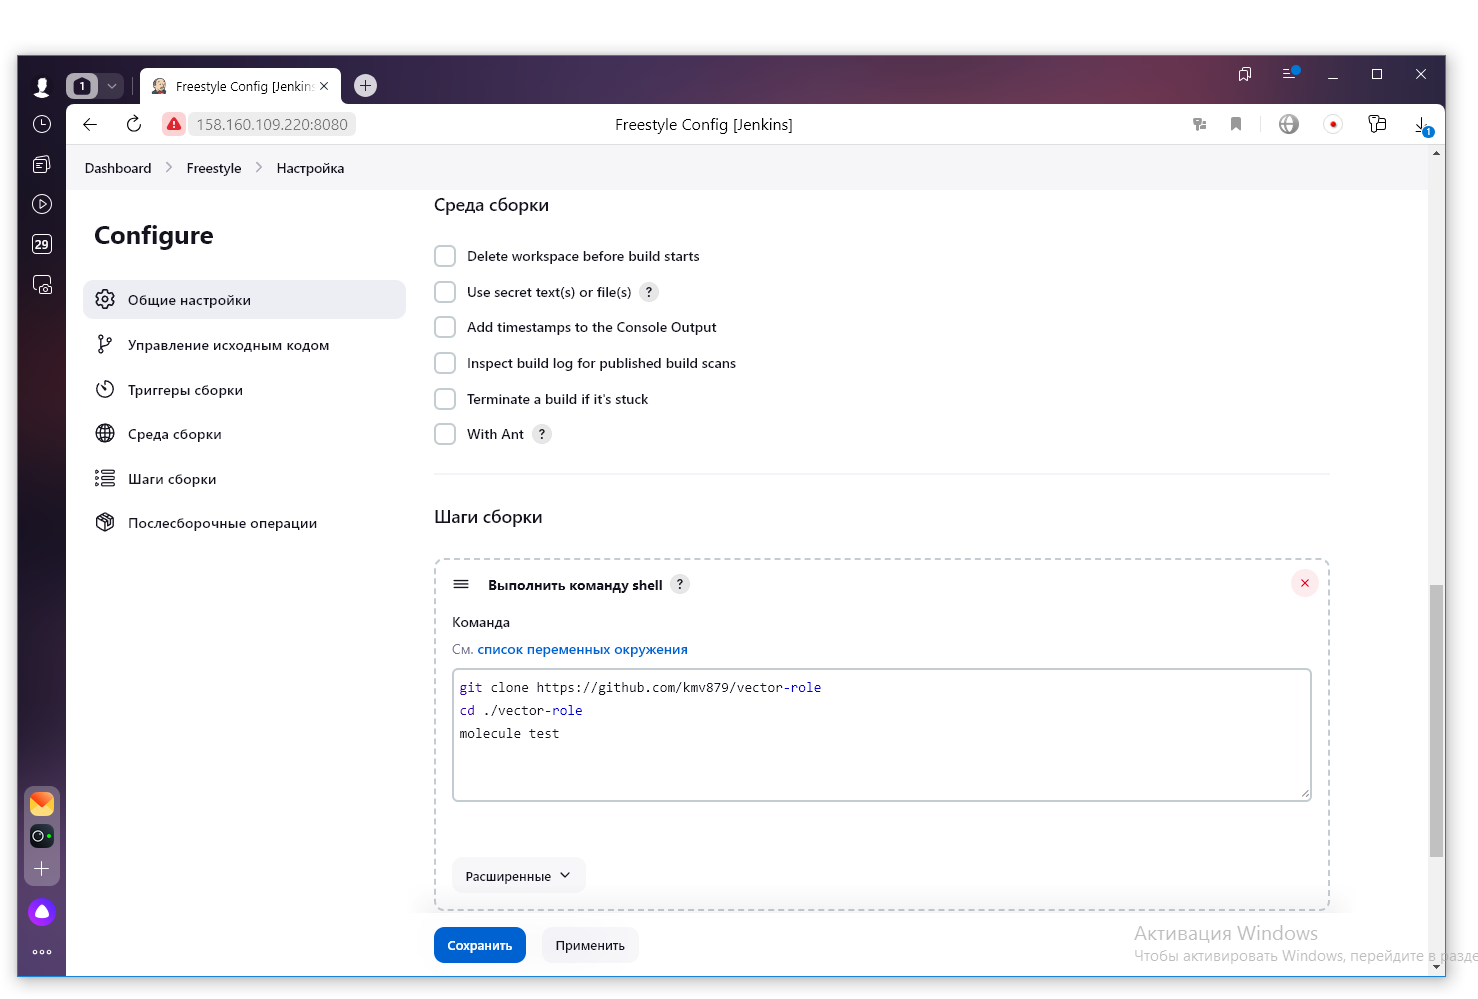 1
Freestyle Config [Jenkins
158.160.109.220:8080
Freestyle Config [Jenkins]
1
Dashboard
Freestyle
Настройка
29
Configure
Общие настройки
Управление исходным кодом
Триггеры сборки
Среда сборки
Шаги сборки
Послесборочные операции
Среда сборки
Delete workspace before build starts
Use secret text(s) or file(s) ?
Add timestamps to the Console Output
Inspect build log for published build scans
Terminate a build if it's stuck
With Ant ?
Шаги сборки
Выполнить команду shell ?
Команда
См. список переменных окружения
git clone https://github.com/kmv879/vector-role
cd ./vector-role
molecule test
Расширенные
Сохранить
Применить
Активация Windows
Чтобы активировать Windows, перейдите в разде